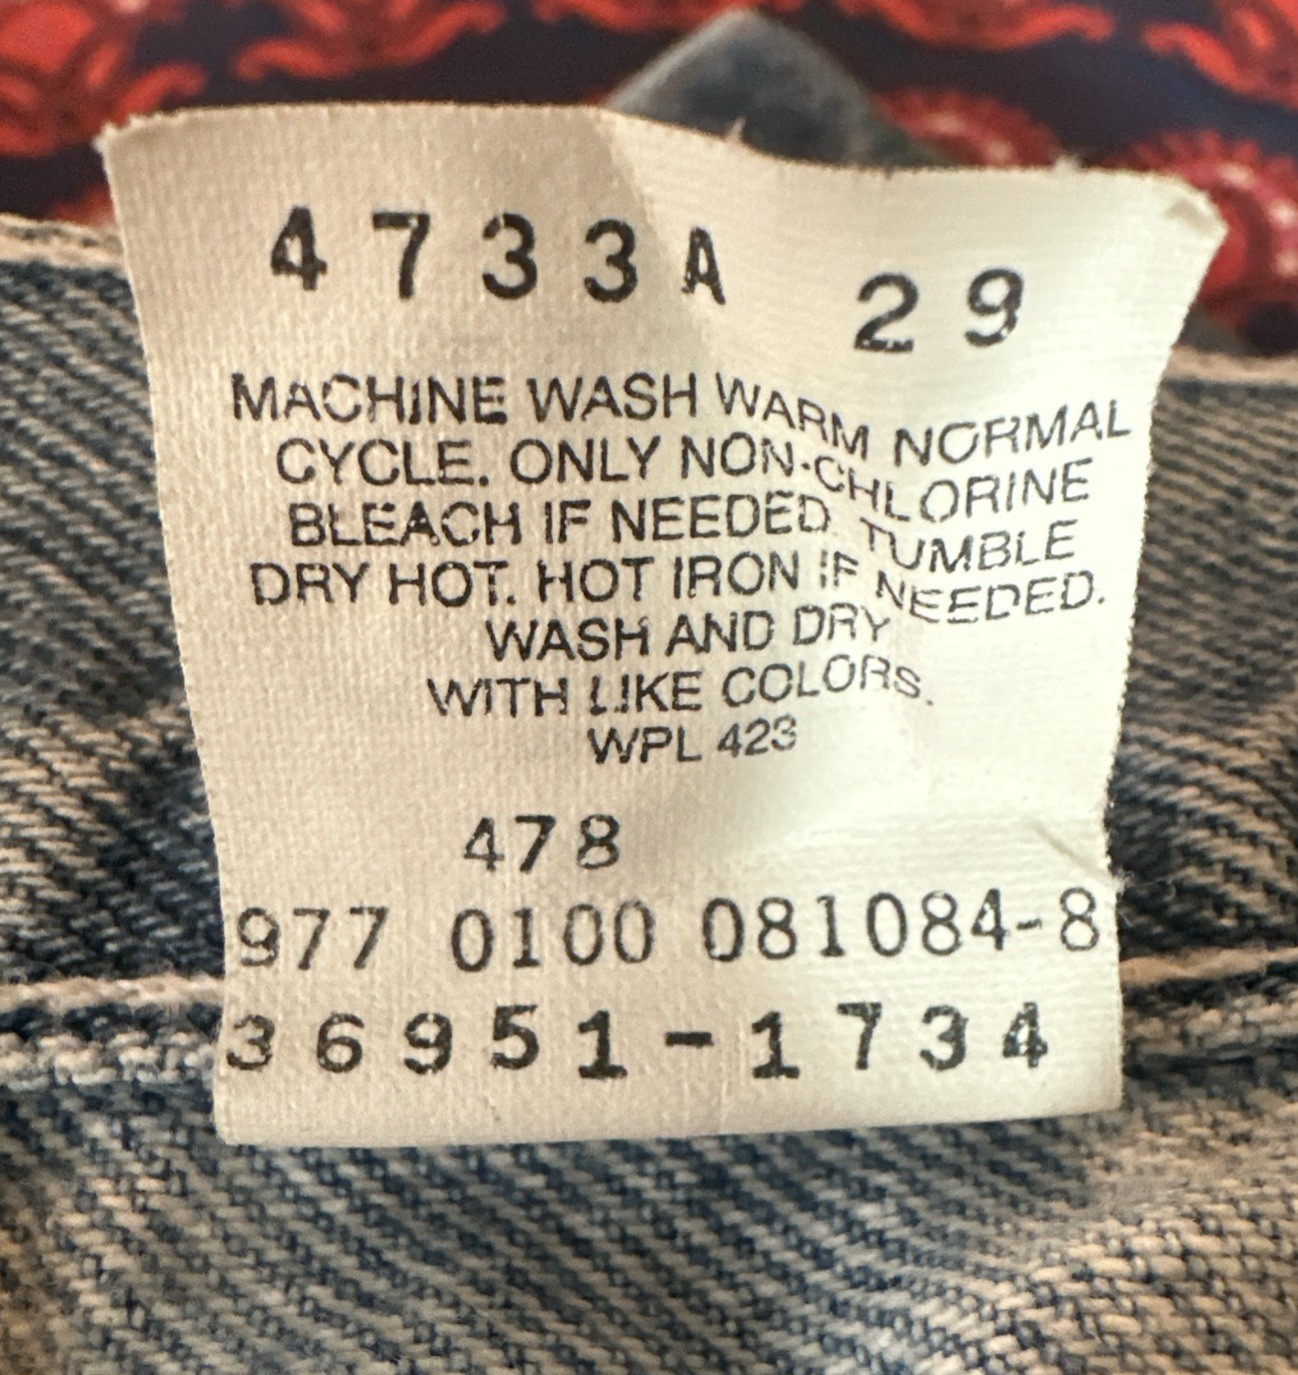 4733A 29
MACHINE WASH WARM NORMAL
CYCLE. ONLY NON-CHLORINE
BLEACH IF NEEDED. TUMBLE
DRY HOT. HOT IRON IF NEEDED.
WASH AND DRY
WITH LIKE COLORS.
WPL 423
478
977 0100 081084-8
36951-1734